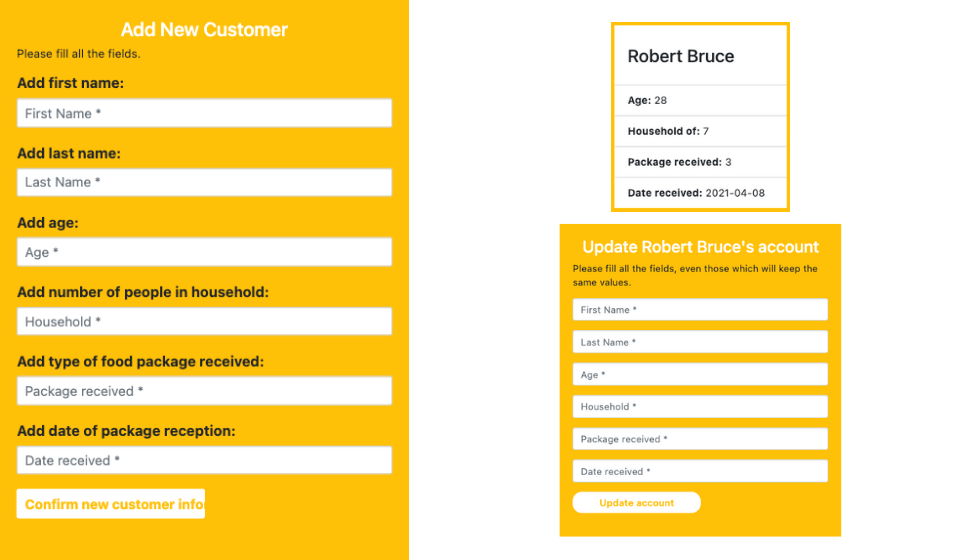 Add New Customer
Please fill all the fields.
Add first name:
First Name *
Add last name:
Last Name *
Add age:
Age *
Add number of people in household:
Household *
Add type of food package received:
Package received *
Add date of package reception:
Date received *
Confirm new customer infor
Robert Bruce
Age: 28
Household of: 7
Package received: 3
Date received: 2021-04-08
Update Robert Bruce's account
Please fill all the fields, even those which will keep the
same values.
First Name *
Last Name *
Age *
Household *
Package received *
Date received *
Update account